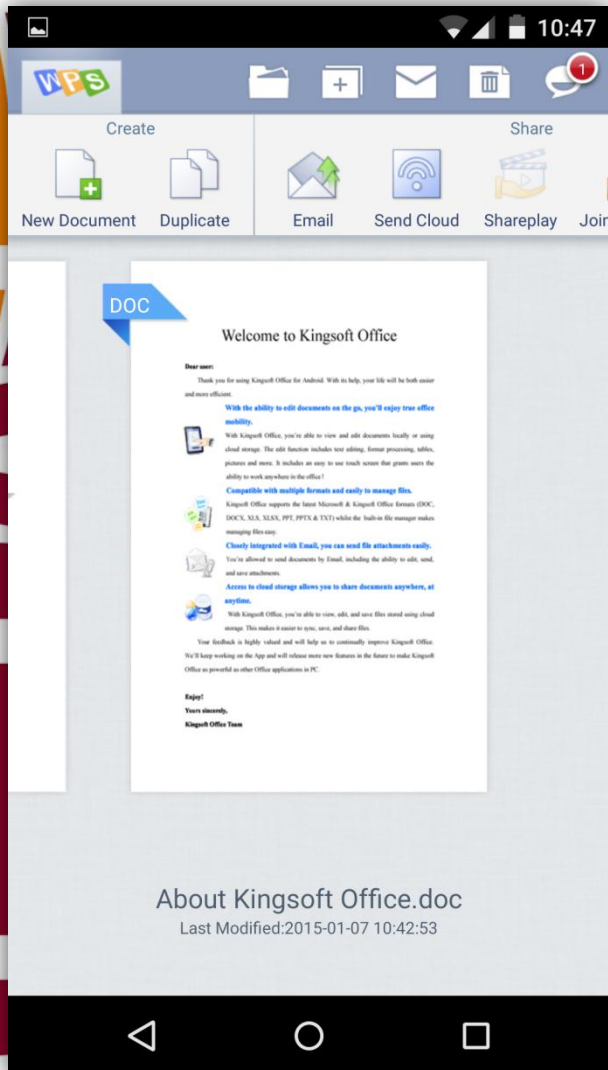 10:47
WPS
1
Create
Share
New Document
Duplicate
Email
Send Cloud
Shareplay
Join
DOC
Welcome to Kingsoft Office
Dear user:
Thank you for using Kingsoft Office for Android. With its help, your life will be both easier
and more efficient.
With the ability to edit documents on the go, you'll enjoy true office
mobility.
With Kingsoft Office, you're able to view and edit documents locally or using
cloud storage. The edit function includes text editing, format processing, tables,
pictures and more. It includes an easy to use touch screen that grants users the
ability to work anywhere in the office !
Compatible with multiple formats and easily to manage files.
Kingsoft Office supports the latest Microsoft & Kingsoft Office formats (DOC,
DOCX, XLS, XLSX, PPT, PPTX & TXT) whilst the built-in file manager makes
managing files easy.
Closely integrated with Email, you can send file attachments easily.
You're allowed to send documents by Email, including the ability to edit, send,
and save attachments.
Access to cloud storage allows you to share documents anywhere, at
anytime.
With Kingsoft Office, you're able to view, edit, and save files stored using cloud
storage. This makes it easier to sync, save, and share files.
Your feedback is highly valued and will help us to continually improve Kingsoft Office.
We'll keep working on the App and will release more new features in the future to make Kingsoft
Office as powerful as other Office applications in PC.
Enjoy!
Yours sincerely,
Kingsoft Office Team
About Kingsoft Office.doc
Last Modified:2015-01-07 10:42:53